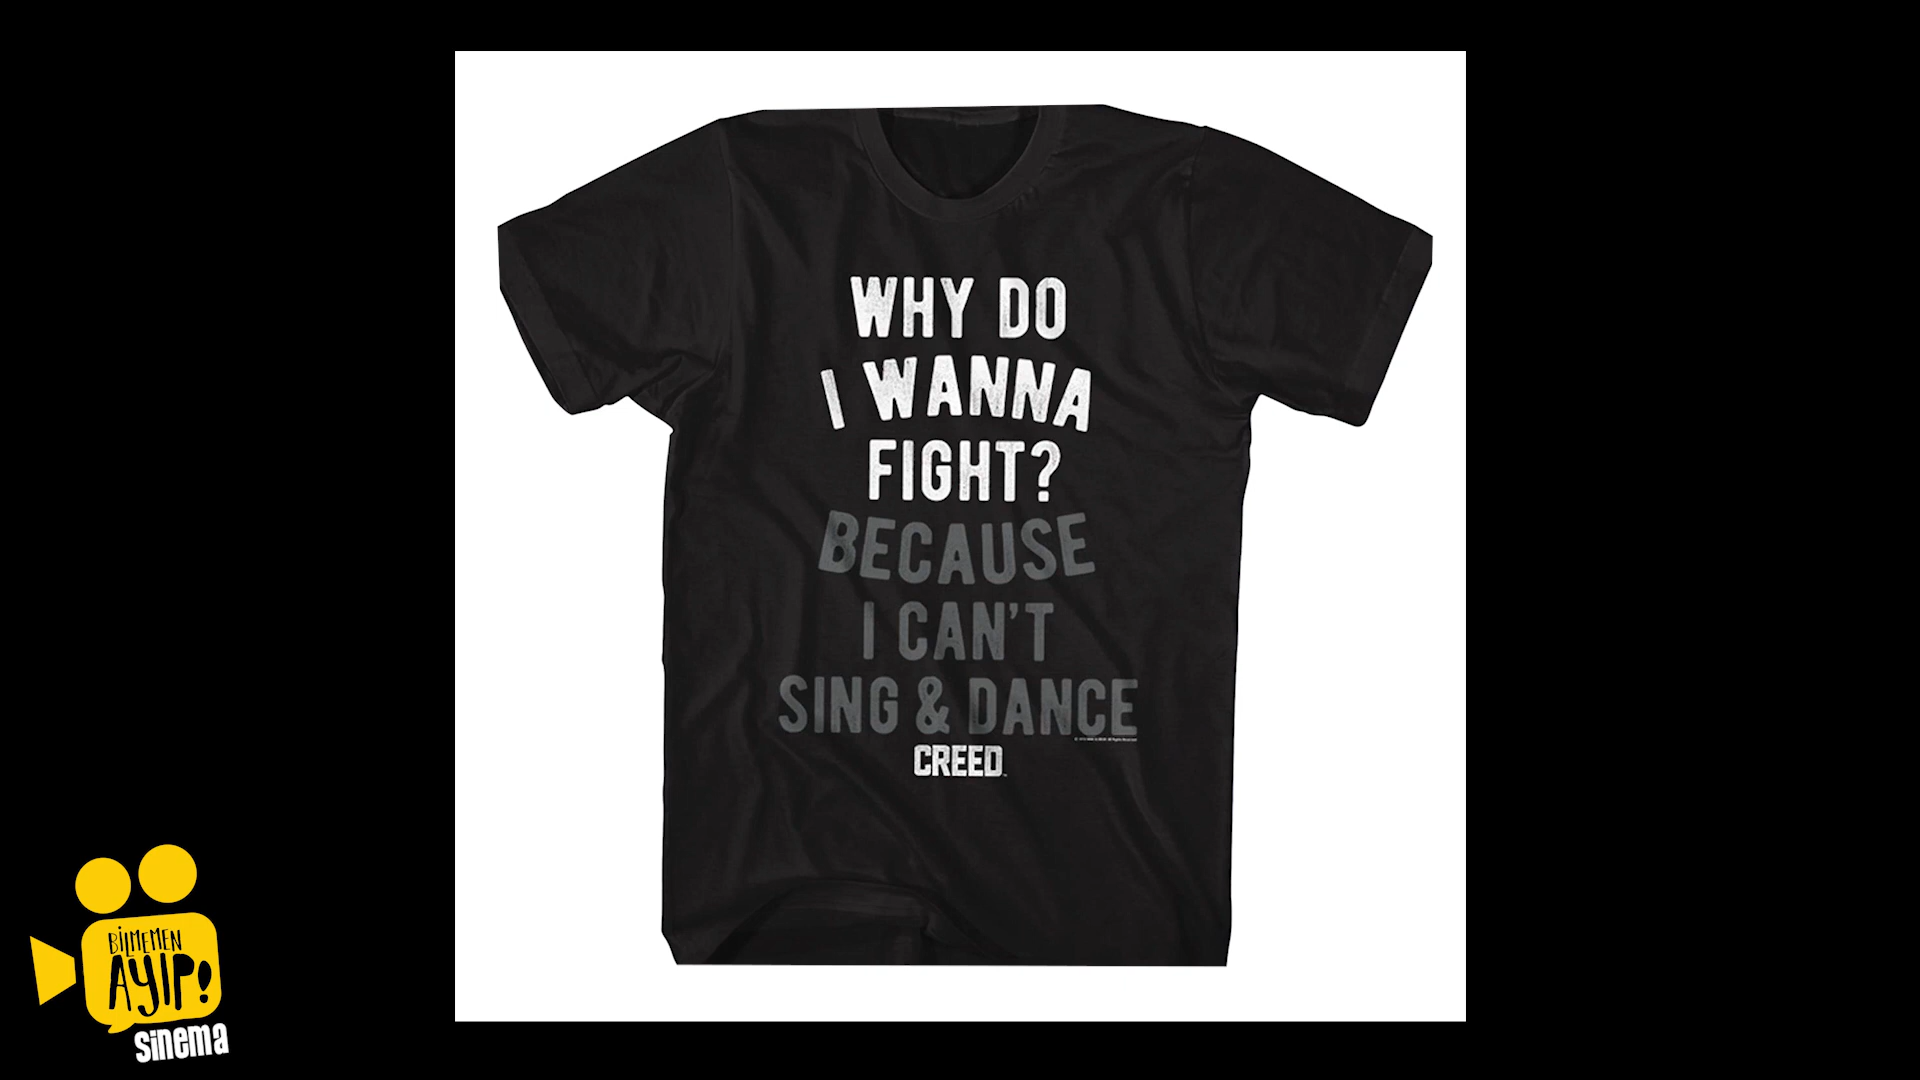 WHY DO
I WANNA
FIGHT?
BECAUSE
I CAN'T
SING & DANCE
CREED
BİLMEMEN
AYIP!
sinema